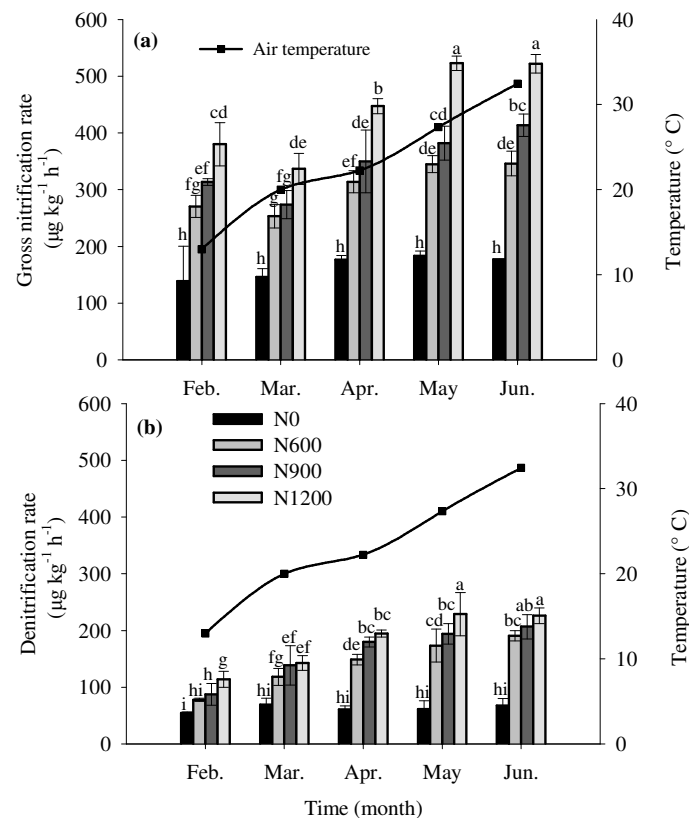 (a)
Air temperature
Gross nitrification rate
(µg kg-1 h-1)
Temperature (° C)
600
500
400
300
200
100
0
40
30
20
10
0
h
fg
ef
cd
h
g
fg
de
h
ef
de
b
h
de
cd
a
h
de
bc
a
Feb.
Mar.
Apr.
May
Jun.
(b)
N0
N600
N900
N1200
Denitrification rate
(µg kg-1 h-1)
Temperature (° C)
600
500
400
300
200
100
0
40
30
20
10
0
i
hi
h
g
hi
fg
ef
ef
hi
de
bc
bc
hi
cd
bc
a
hi
bc
ab
a
Feb.
Mar.
Apr.
May
Jun.
Time (month)